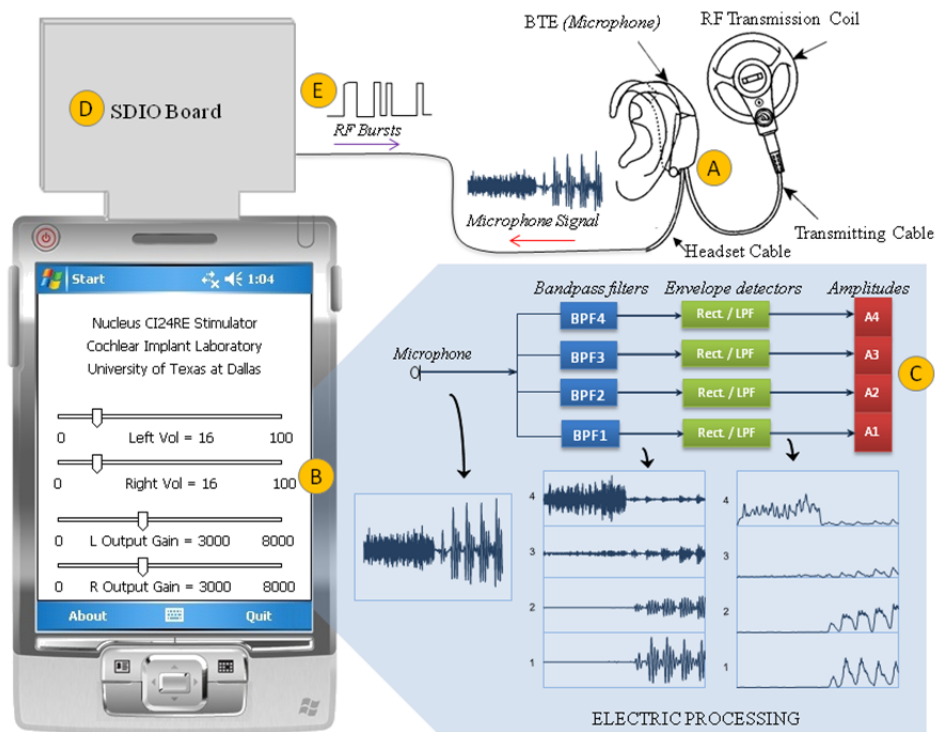 D
SDIO Board
E
RF Bursts
BTE (Microphone)
RF Transmission Coil
A
Microphone Signal
Headset Cable
Transmitting Cable
Start
1:04
Nucleus CI24RE Stimulator
Cochlear Implant Laboratory
University of Texas at Dallas
0 Left Vol = 16 100
0 Right Vol = 16 100
0 L Output Gain = 3000 8000
0 R Output Gain = 3000 8000
About Quit
B
Bandpass filters Envelope detectors Amplitudes
Microphone
BPF4 Rect. / LPF A4
BPF3 Rect. / LPF A3
BPF2 Rect. / LPF A2
BPF1 Rect. / LPF A1
C
4
3
2
1
4
3
2
1
ELECTRIC PROCESSING